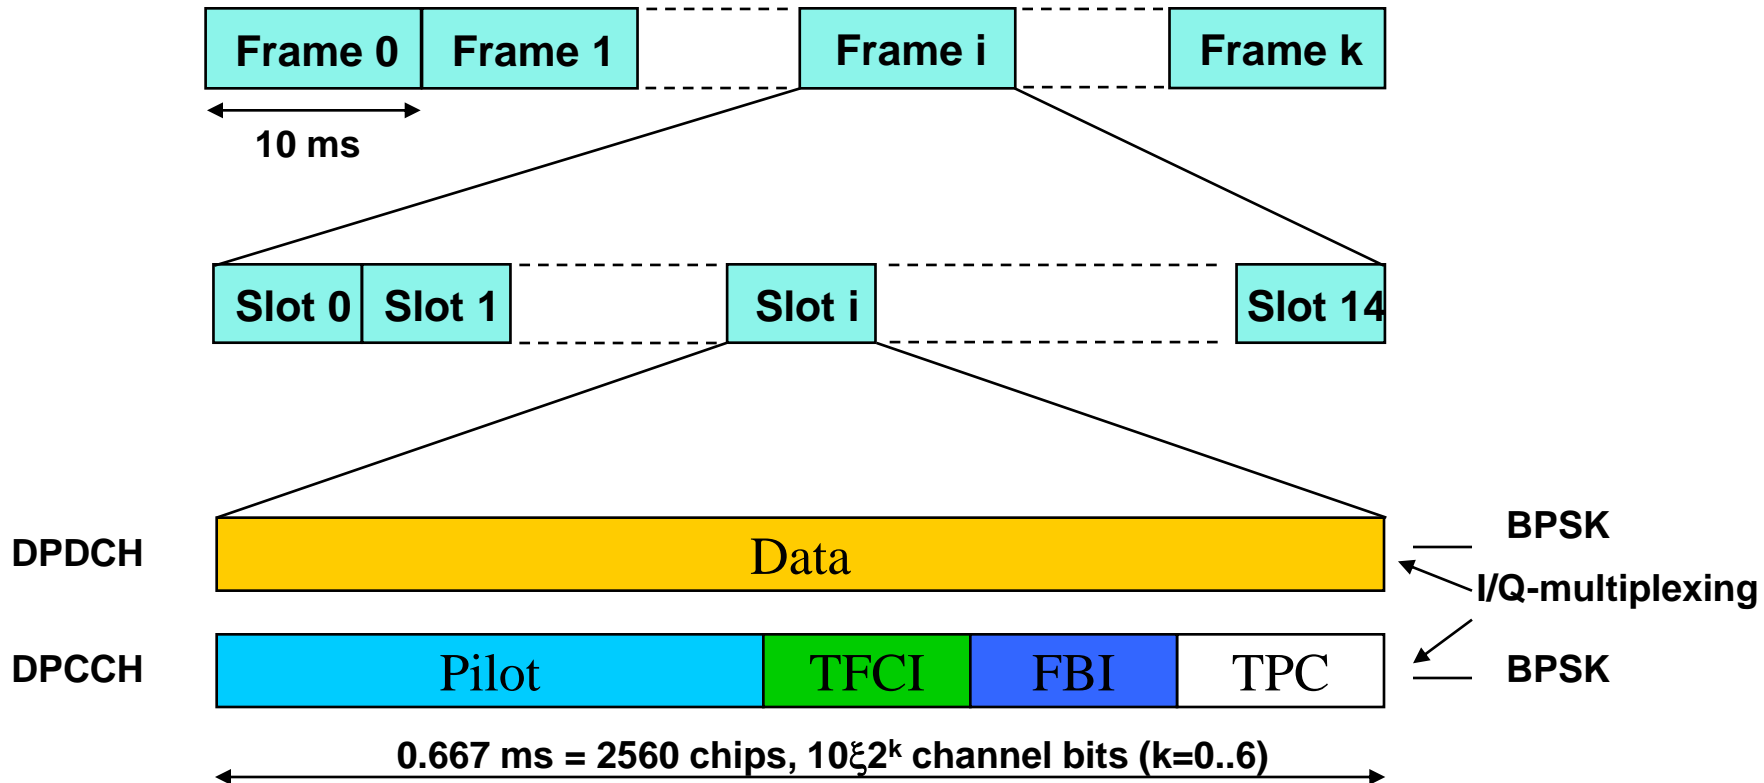 Frame 0 Frame 1 Frame i Frame k
10 ms
Slot 0 Slot 1 Slot i Slot 14
BPSK
DPDCH Data
I/Q-multiplexing
DPCCH Pilot TFCI FBI TPC BPSK
0.667 ms = 2560 chips, 10ξ2ᵏ channel bits (k=0..6)